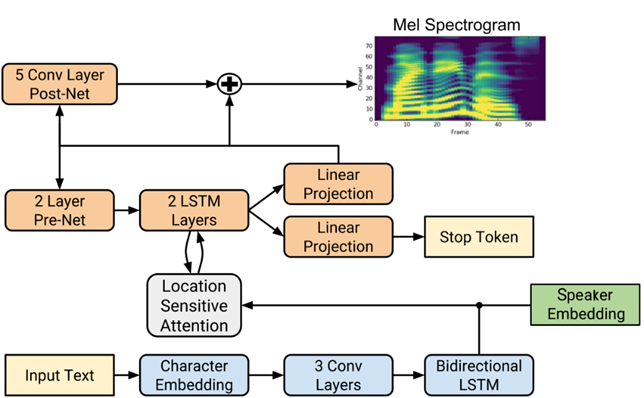 Mel Spectrogram
5 Conv Layer
Post-Net
Channel
70
60
50
40
30
20
10
0
0 10 20 30 40 50
Frame
2 Layer
Pre-Net
2 LSTM
Layers
Linear
Projection
Linear
Projection
Stop Token
Location
Sensitive
Attention
Speaker
Embedding
Input Text
Character
Embedding
3 Conv
Layers
Bidirectional
LSTM